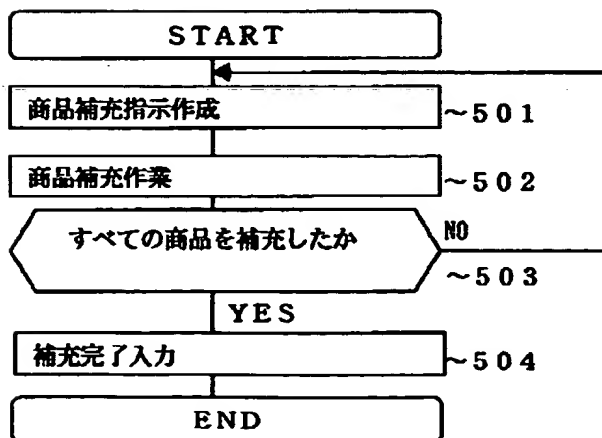 START
商品補充指示作成 ～501
商品補充作業 ～502
すべての商品を補充したか NO
～503
YES
補充完了入力 ～504
END